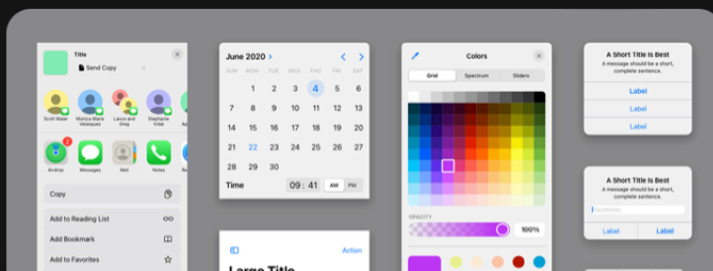 Title
Send Copy
Scott Maier
Monica Maria Velasquez
Lance and Greg
Stephanie Vidal
2
Airdrop
Messages
Mail
Notes
Copy
Add to Reading List
Add Bookmark
Add to Favorites
June 2020
SUN MON TUE WED THU FRI SAT
1 2 3 4 5 6
7 8 9 10 11 12 13
14 15 16 17 18 19 20
21 22 23 24 25 26 27
28 29 30
Time 09:41 AM PM
Action
Large Title
Colors
Grid Spectrum Sliders
OPACITY
100%
A Short Title Is Best
A message should be a short,
complete sentence.
Label
Label
Label
A Short Title Is Best
A message should be a short,
complete sentence.
Placeholder
Label Label